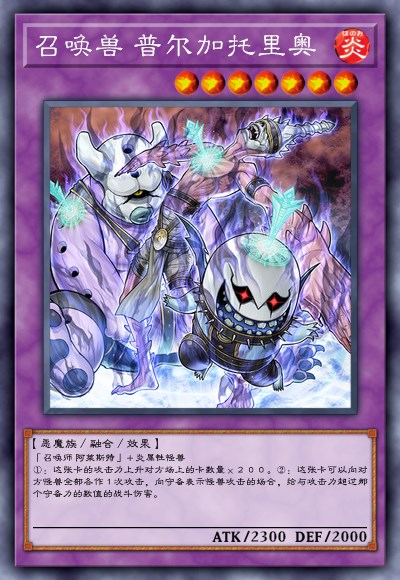 召唤兽 普尔加托里奥
ほのお
炎
【恶魔族／融合／效果】
「召唤师 阿莱斯特」+炎属性怪兽
①：这张卡的攻击力上升对方场上的卡数量×200。②：这张卡可以向对
方怪兽全部各作1次攻击，向守备表示怪兽攻击的场合，给与攻击力超过那
个守备力的数值的战斗伤害。
ATK/2300 DEF/2000